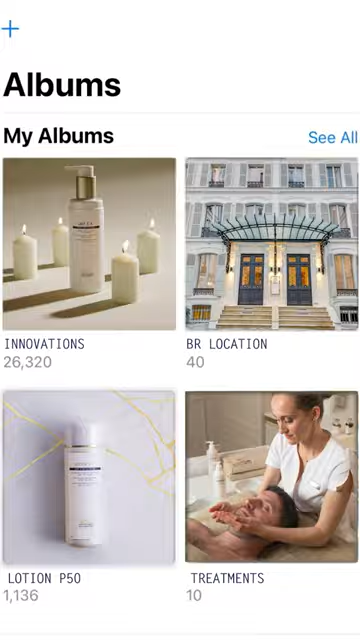 Albums
My Albums
See All
INNOVATIONS
26,320
BR LOCATION
40
LOTION P50
1,136
TREATMENTS
10